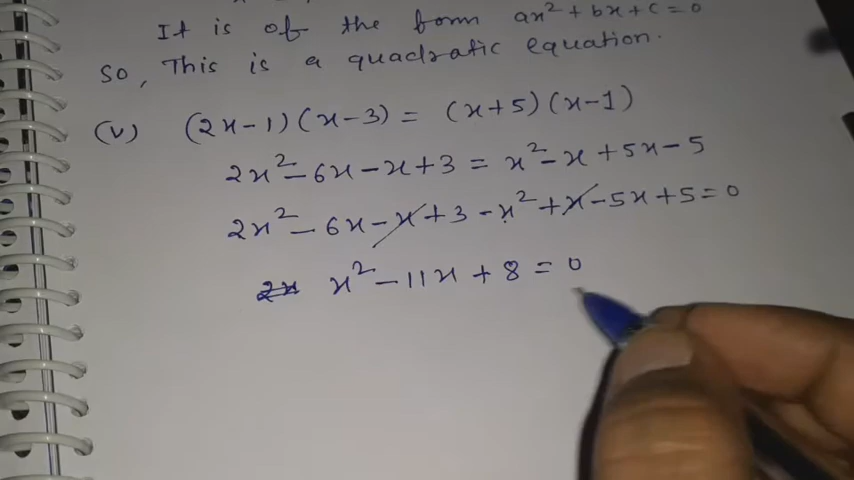 It is of the form ax² + bx + c = 0
So, This is a quadratic equation.
(v) (2x-1)(x-3) = (x+5)(x-1)
2x² - 6x - x + 3 = x² - x + 5x - 5
2x² - 6x - x + 3 - x² + x - 5x + 5 = 0
2x x² - 11x + 8 = 0